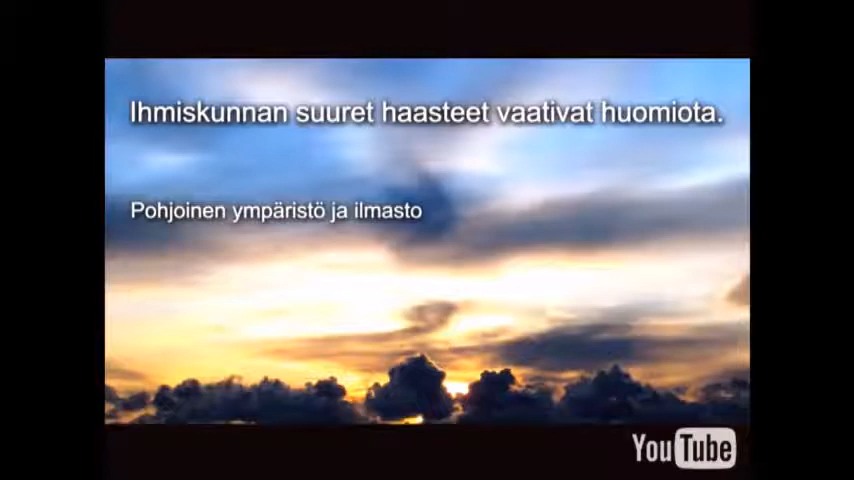 Ihmiskunnan suuret haasteet vaativat huomiota.
Pohjoinen ympäristö ja ilmasto
YouTube